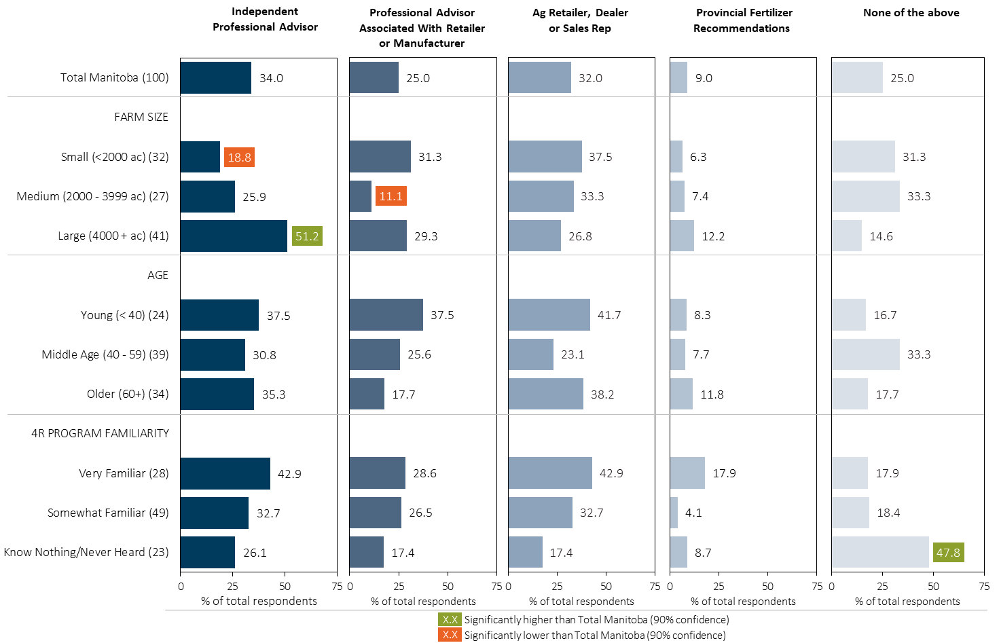 Independent
Professional Advisor
Professional Advisor
Associated With Retailer
or Manufacturer
Ag Retailer, Dealer
or Sales Rep
Provincial Fertilizer
Recommendations
None of the above
Total Manitoba (100) 34.0 25.0 32.0 9.0 25.0
FARM SIZE
Small (<2000 ac) (32) 18.8 31.3 37.5 6.3 31.3
Medium (2000 - 3999 ac) (27) 25.9 11.1 33.3 7.4 33.3
Large (4000 + ac) (41) 51.2 29.3 26.8 12.2 14.6
AGE
Young (< 40) (24) 37.5 37.5 41.7 8.3 16.7
Middle Age (40 - 59) (39) 30.8 25.6 23.1 7.7 33.3
Older (60+) (34) 35.3 17.7 38.2 11.8 17.7
4R PROGRAM FAMILIARITY
Very Familiar (28) 42.9 28.6 42.9 17.9 17.9
Somewhat Familiar (49) 32.7 26.5 32.7 4.1 18.4
Know Nothing/Never Heard (23) 26.1 17.4 17.4 8.7 47.8
0 25 50 75 0 25 50 75 0 25 50 75 0 25 50 75 0 25 50 75
% of total respondents % of total respondents % of total respondents % of total respondents % of total respondents
X.X Significantly higher than Total Manitoba (90% confidence)
X.X Significantly lower than Total Manitoba (90% confidence)